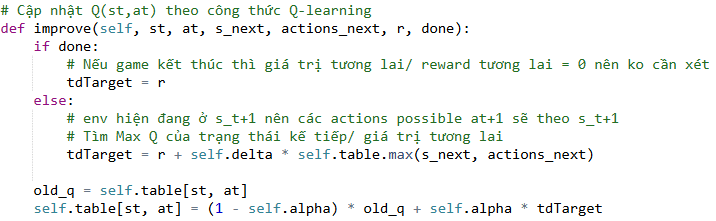 # Cập nhật Q(st,at) theo công thức Q-learning
def improve(self, st, at, s_next, actions_next, r, done):
    if done:
        # Nếu game kết thúc thì giá trị tương lai/ reward tương lai = 0 nên ko cần xét
        tdTarget = r
    else:
        # env hiện đang ở s_t+1 nên các actions possible at+1 sẽ theo s_t+1
        # Tìm Max Q của trạng thái kế tiếp/ giá trị tương lai
        tdTarget = r + self.delta * self.table.max(s_next, actions_next)
    old_q = self.table[st, at]
    self.table[st, at] = (1 - self.alpha) * old_q + self.alpha * tdTarget